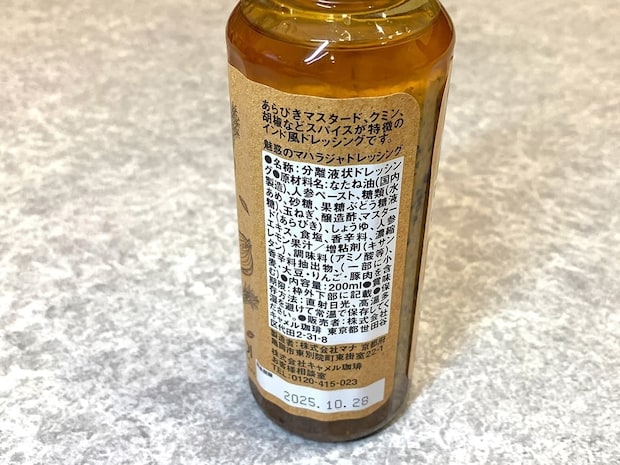 あらびきマスタード、クミン、
胡椒などスパイスが特徴の
インド風ドレッシングです。
魅惑のマハラジャドレッシング
●名称:分離液状ドレッシン
グ●原材料名:なたね油(国内
製造)、人参ペースト、糖類(水
あめ、砂糖、果糖ぶどう糖液
糖)、玉ねぎ、醸造酢、マスター
ド(あらびき)、しょうゆ、人参
エキス、食塩、香辛料、濃縮
レモン果汁/増粘剤(キサン
タン)、調味料(アミノ酸等)、
香辛料抽出物、(一部に小
麦・大豆・りんご・豚肉を含
む)●内容量:200ml●賞味
期限:枠外下部に記載●保
存方法:直射日光、高温多
湿を避けて常温で保存してく
ださい。●販売者:株式会社
キャメル珈琲 東京都世田谷
区代田2-31-8
製造者:株式会社マナ 京都府
亀岡市東別院町東掛室22-1
株式会社キャメル珈琲
お客様相談室
TEL:0120-415-023
2025.10.28